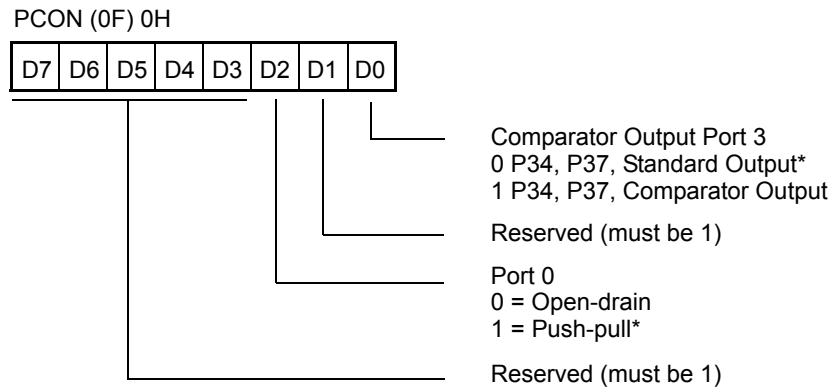 PCON (0F) 0H
D7 D6 D5 D4 D3 D2 D1 D0
Comparator Output Port 3
0 P34, P37, Standard Output*
1 P34, P37, Comparator Output
Reserved (must be 1)
Port 0
0 = Open-drain
1 = Push-pull*
Reserved (must be 1)